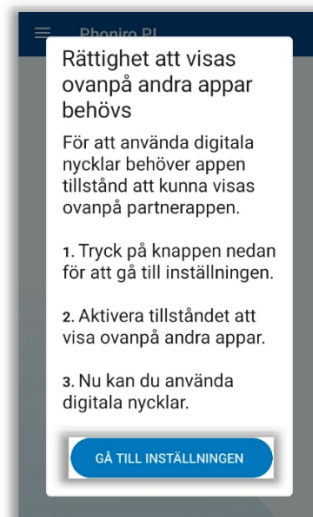 Phoniro PI
Rättighet att visas
ovanpå andra appar
behövs
För att använda digitala
nycklar behöver appen
tillstånd att kunna visas
ovanpå partnerappen.
1. Tryck på knappen nedan
för att gå till inställningen.
2. Aktivera tillståndet att
visa ovanpå andra appar.
3. Nu kan du använda
digitala nycklar.
GÅ TILL INSTÄLLNINGEN